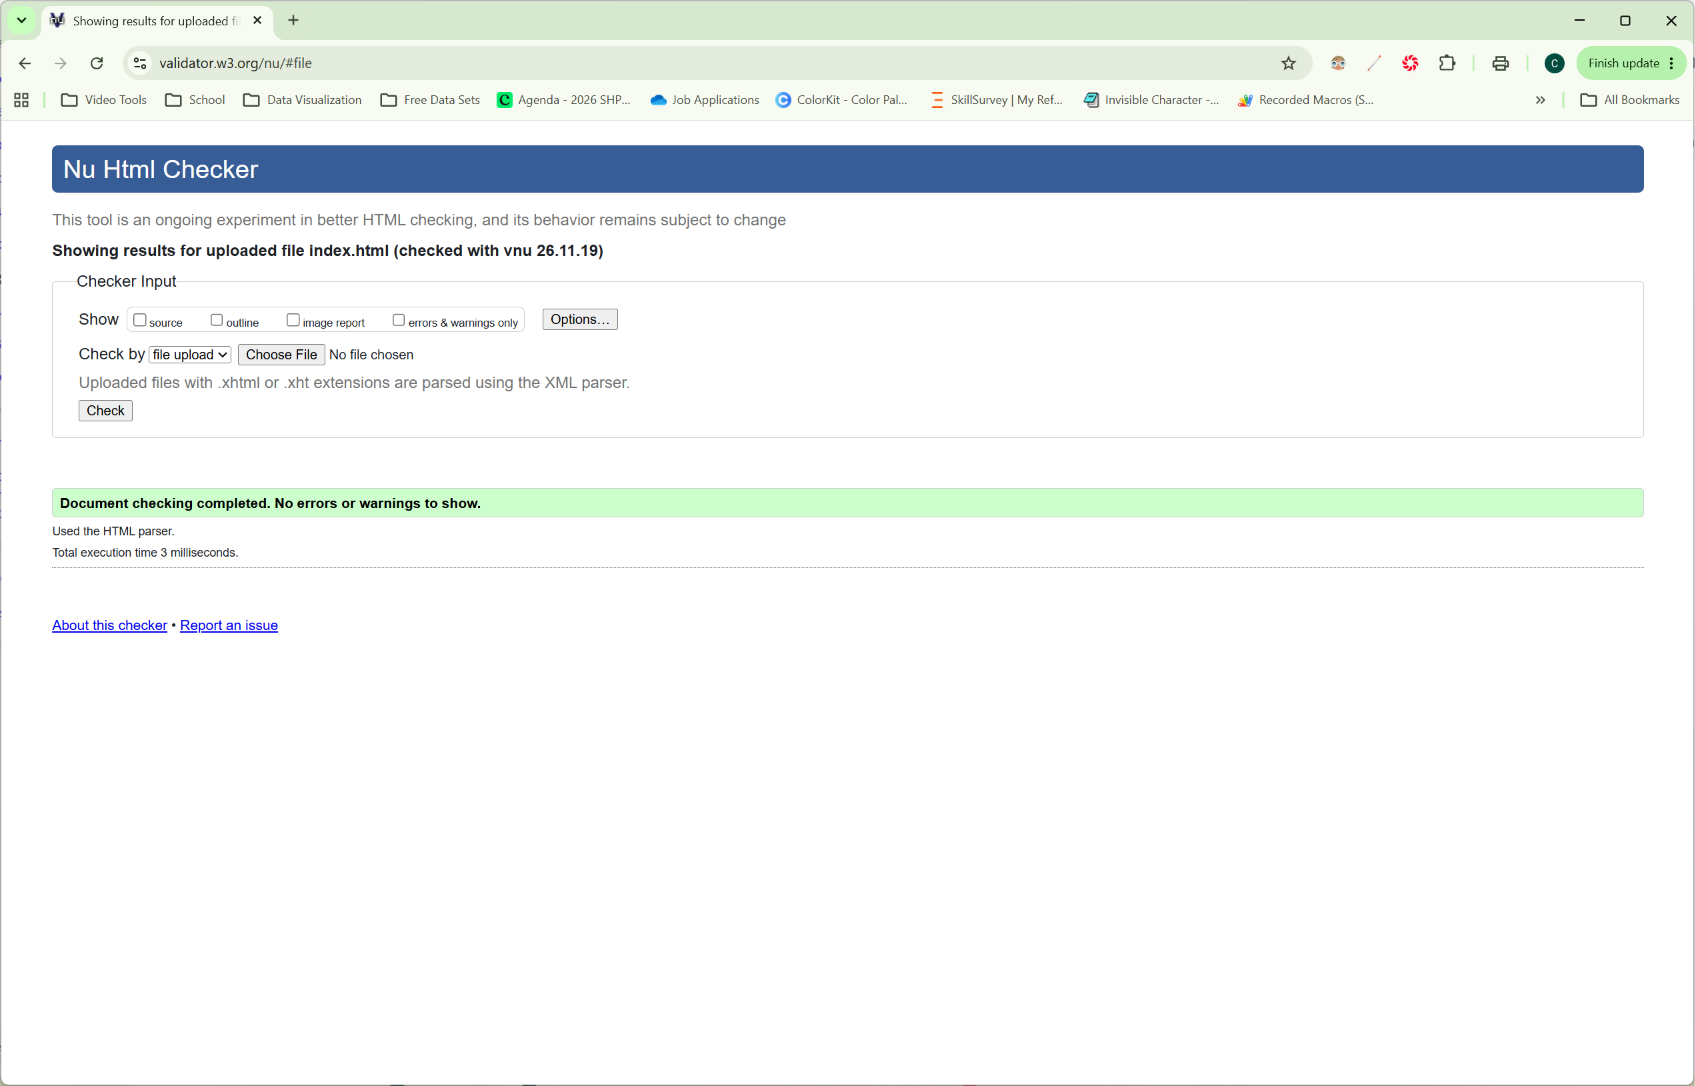 Showing results for uploaded fi
validator.w3.org/nu/#file
C
Finish update
Video Tools
School
Data Visualization
Free Data Sets
Agenda - 2026 SHP...
Job Applications
ColorKit - Color Pal...
SkillSurvey | My Ref...
Invisible Character -...
Recorded Macros (S...
All Bookmarks
Nu Html Checker
This tool is an ongoing experiment in better HTML checking, and its behavior remains subject to change
Showing results for uploaded file index.html (checked with vnu 26.11.19)
Checker Input
Show source outline image report errors & warnings only Options...
Check by file upload Choose File No file chosen
Uploaded files with .xhtml or .xht extensions are parsed using the XML parser.
Check
Document checking completed. No errors or warnings to show.
Used the HTML parser.
Total execution time 3 milliseconds.
About this checker • Report an issue